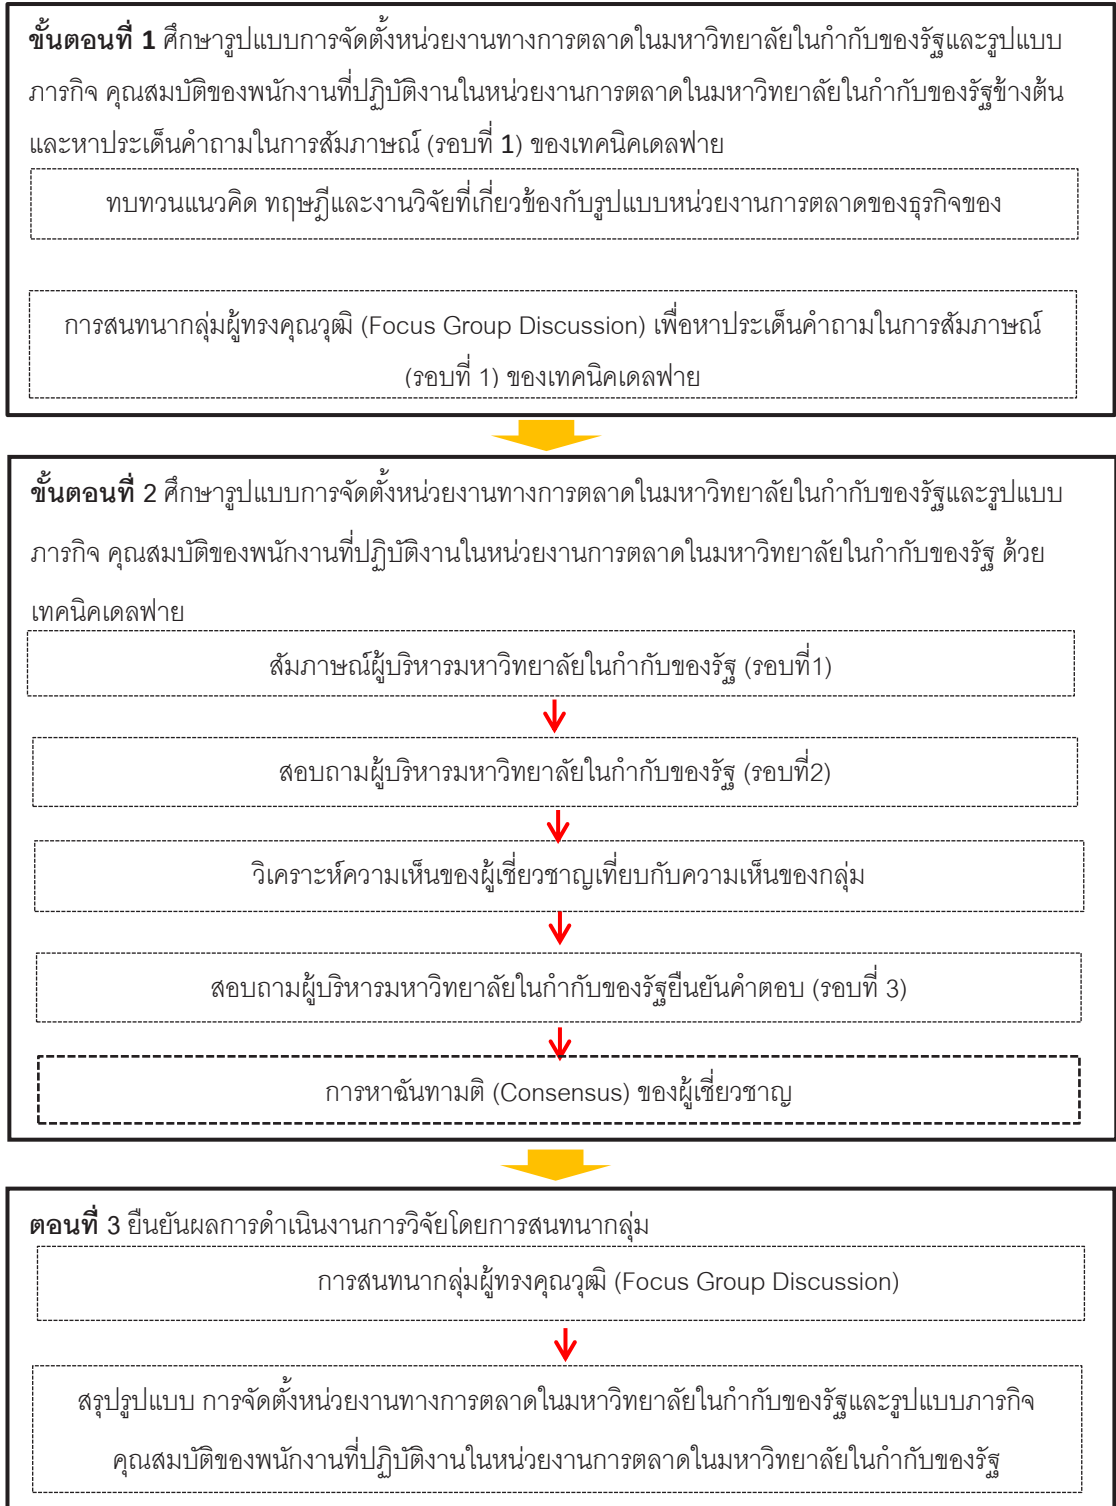 ขั้นตอนที่ 1 ศึกษารูปแบบการจัดตั้งหน่วยงานทางการตลาดในมหาวิทยาลัยในกำกับของรัฐและรูปแบบ
ภารกิจ คุณสมบัติของพนักงานที่ปฏิบัติงานในหน่วยงานการตลาดในมหาวิทยาลัยในกำกับของรัฐข้างต้น
และหาประเด็นคำถามในการสัมภาษณ์ (รอบที่ 1) ของเทคนิคเดลฟาย
ทบทวนแนวคิด ทฤษฎีและงานวิจัยที่เกี่ยวข้องกับรูปแบบหน่วยงานการตลาดของธุรกิจของ
การสนทนากลุ่มผู้ทรงคุณวุฒิ (Focus Group Discussion) เพื่อหาประเด็นคำถามในการสัมภาษณ์
(รอบที่ 1) ของเทคนิคเดลฟาย
ขั้นตอนที่ 2 ศึกษารูปแบบการจัดตั้งหน่วยงานทางการตลาดในมหาวิทยาลัยในกำกับของรัฐและรูปแบบ
ภารกิจ คุณสมบัติของพนักงานที่ปฏิบัติงานในหน่วยงานการตลาดในมหาวิทยาลัยในกำกับของรัฐ ด้วย
เทคนิคเดลฟาย
สัมภาษณ์ผู้บริหารมหาวิทยาลัยในกำกับของรัฐ (รอบที่1)
สอบถามผู้บริหารมหาวิทยาลัยในกำกับของรัฐ (รอบที่2)
วิเคราะห์ความเห็นของผู้เชี่ยวชาญเที่ยบกับความเห็นของกลุ่ม
สอบถามผู้บริหารมหาวิทยาลัยในกำกับของรัฐยืนยันคำตอบ (รอบที่ 3)
การหาฉันทามติ (Consensus) ของผู้เชี่ยวชาญ
ตอนที่ 3 ยืนยันผลการดำเนินงานการวิจัยโดยการสนทนากลุ่ม
การสนทนากลุ่มผู้ทรงคุณวุฒิ (Focus Group Discussion)
สรุปรูปแบบ การจัดตั้งหน่วยงานทางการตลาดในมหาวิทยาลัยในกำกับของรัฐและรูปแบบภารกิจ
คุณสมบัติของพนักงานที่ปฏิบัติงานในหน่วยงานการตลาดในมหาวิทยาลัยในกำกับของรัฐ